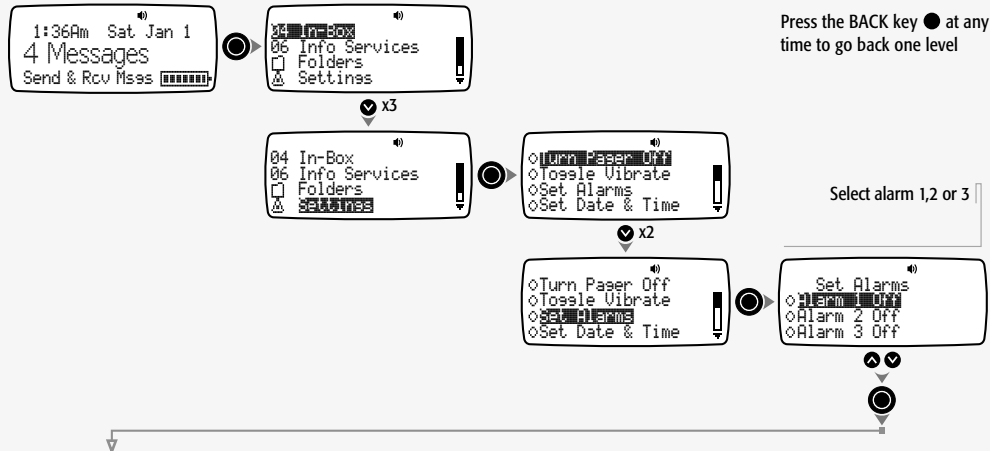 1:36Am Sat Jan 1
4 Messages
Send & Rcv Msgs
04 In-Box
06 Info Services
Folders
Settings
Press the BACK key ● at any
time to go back one level
x3
04 In-Box
06 Info Services
Folders
Settings
Turn Pager Off
Toggle Vibrate
Set Alarms
Set Date & Time
Select alarm 1,2 or 3
x2
Turn Pager Off
Toggle Vibrate
Set Alarms
Set Date & Time
Set Alarms
Alarm 1 Off
Alarm 2 Off
Alarm 3 Off